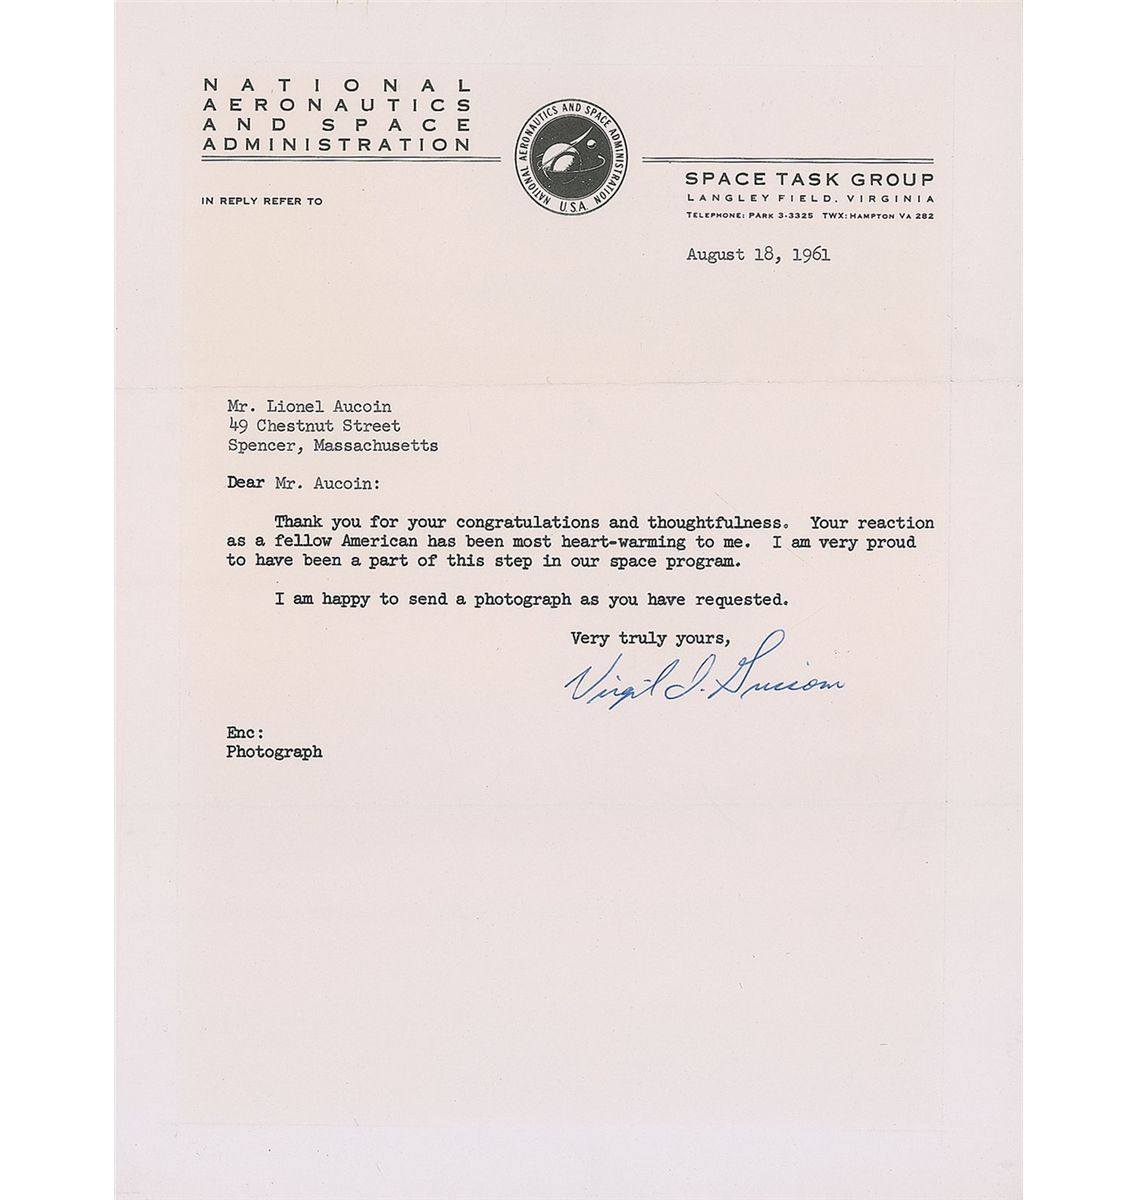 NATIONAL
AERONAUTICS
AND SPACE
ADMINISTRATION
NATIONAL AERONAUTICS AND SPACE ADMINISTRATION
U.S.A.
SPACE TASK GROUP
LANGLEY FIELD, VIRGINIA
TELEPHONE: PARK 3-3325 TWX: HAMPTON VA 282
IN REPLY REFER TO
August 18, 1961
Mr. Lionel Aucoin
49 Chestnut Street
Spencer, Massachusetts
Dear Mr. Aucoin:
Thank you for your congratulations and thoughtfulness. Your reaction
as a fellow American has been most heart-warming to me. I am very proud
to have been a part of this step in our space program.
I am happy to send a photograph as you have requested.
Very truly yours,
Virgil I. Grissom
Enc:
Photograph